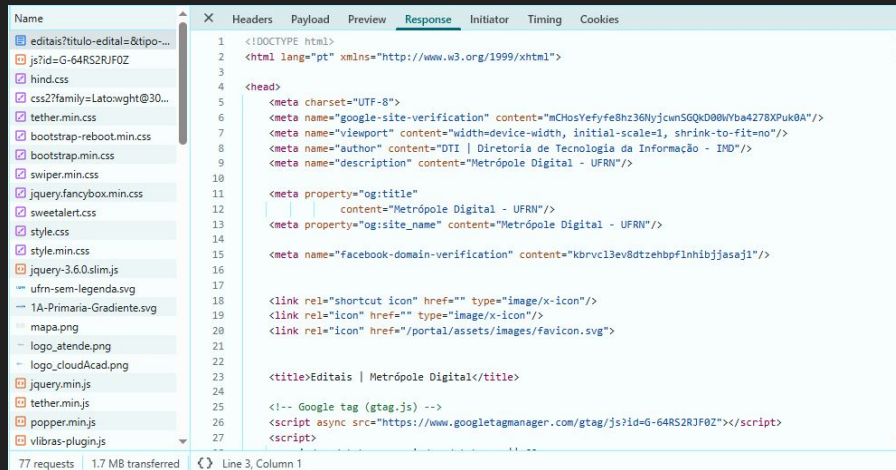 Name
editais?titulo-edital=&tipo-...
js?id=G-64RS2RJF0Z
hind.css
css2?family=Lato:wght@30...
tether.min.css
bootstrap-reboot.min.css
bootstrap.min.css
swiper.min.css
jquery.fancybox.min.css
sweetalert.css
style.css
style.min.css
jquery-3.6.0.slim.js
ufrn-sem-legenda.svg
1A-Primaria-Gradiente.svg
mapa.png
logo_atende.png
logo_cloudAcad.png
jquery.min.js
tether.min.js
popper.min.js
vlibras-plugin.js
77 requests 1.7 MB transferred
Headers Payload Preview Response Initiator Timing Cookies
1 <!DOCTYPE html>
2 <html lang="pt" xmlns="http://www.w3.org/1999/xhtml">
3
4 <head>
5 <meta charset="UTF-8">
6 <meta name="google-site-verification" content="mCHosYefyfe8hz36NyjcwnSGQkD00WYba4278XPuk0A"/>
7 <meta name="viewport" content="width=device-width, initial-scale=1, shrink-to-fit=no"/>
8 <meta name="author" content="DTI | Diretoria de Tecnologia da Informação - IMD"/>
9 <meta name="description" content="Metrópole Digital - UFRN"/>
10
11 <meta property="og:title"
12 content="Metrópole Digital - UFRN"/>
13 <meta property="og:site_name" content="Metrópole Digital - UFRN"/>
14
15 <meta name="facebook-domain-verification" content="kbrvcl3ev8dtzehbpflnhibjjasaj1"/>
16
17
18 <link rel="shortcut icon" href="" type="image/x-icon"/>
19 <link rel="icon" href="" type="image/x-icon"/>
20 <link rel="icon" href="/portal/assets/images/favicon.svg">
21
22
23 <title>Editais | Metrópole Digital</title>
24
25 <!-- Google tag (gtag.js) -->
26 <script async src="https://www.googletagmanager.com/gtag/js?id=G-64RS2RJF0Z"></script>
27 <script>
{} Line 3, Column 1